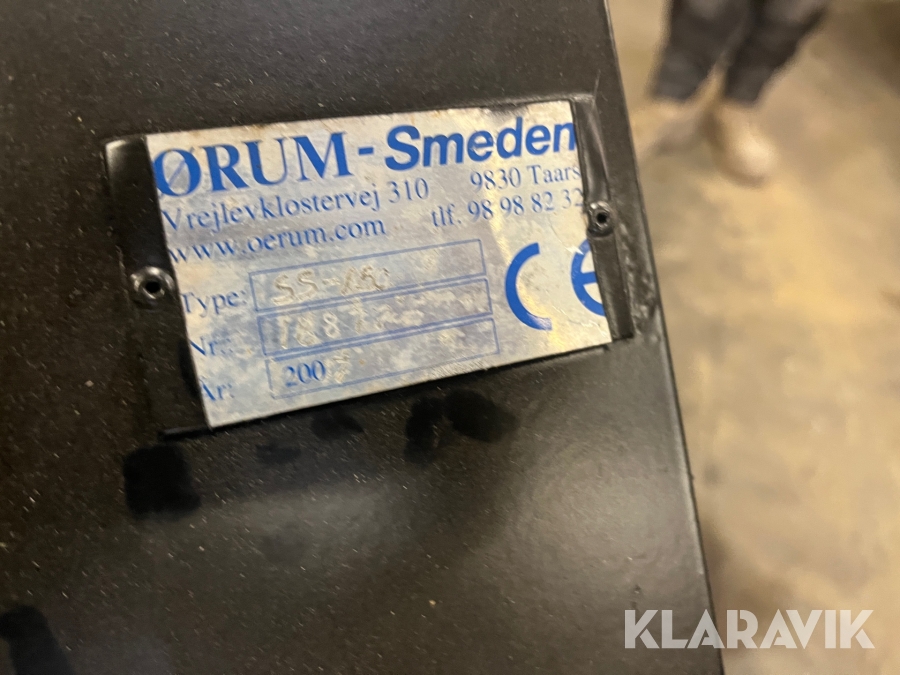 ØRUM-Smeden
Vrejlevklostervej 310 9830 Taars
www.oerum.com tlf. 98 98 82 32
Type:
Nr.:
År: 200
CE
KLARAVIK